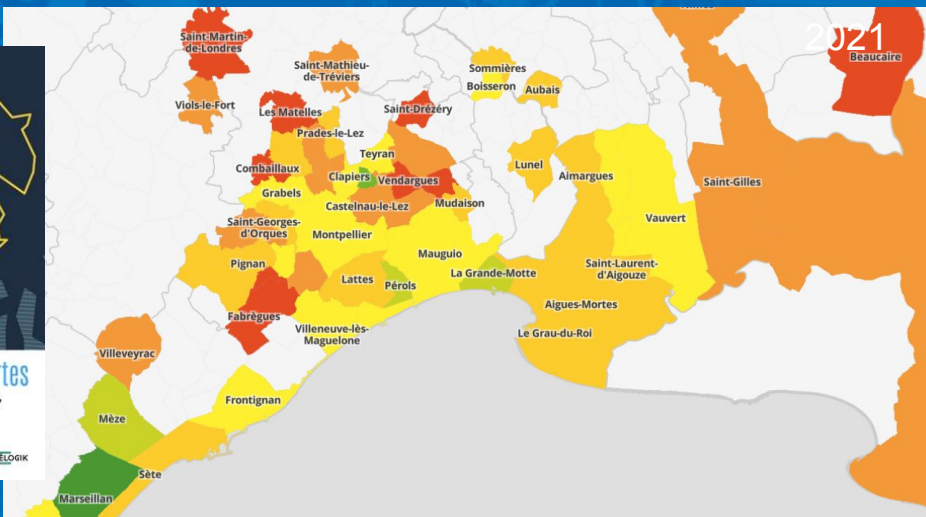 2021
Saint-Martin-
de-Londres
Beaucaire
Saint-Mathieu-
de-Tréviers
Sommières
Boisseron
Aubais
Viols-le-Fort
Les Matelles
Saint-Drézéry
Prades-le-Lez
Teyran
Combaillaux
Clapiers
Vendargues
Lunel
Aimargues
Saint-Gilles
Grabels
Castelnau-le-Lez
Mudaison
Saint-Georges-
d'Orques
Montpellier
Vauvert
Mauguio
Pignan
Lattes
Pérols
La Grande-Motte
Saint-Laurent-
d'Aigouze
Aigues-Mortes
Fabrègues
Villeneuve-lès-
Maguelone
Le Grau-du-Roi
Villeveyrac
rtes
Frontignan
Mèze
ÉLOGIK
Sète
Marseillan